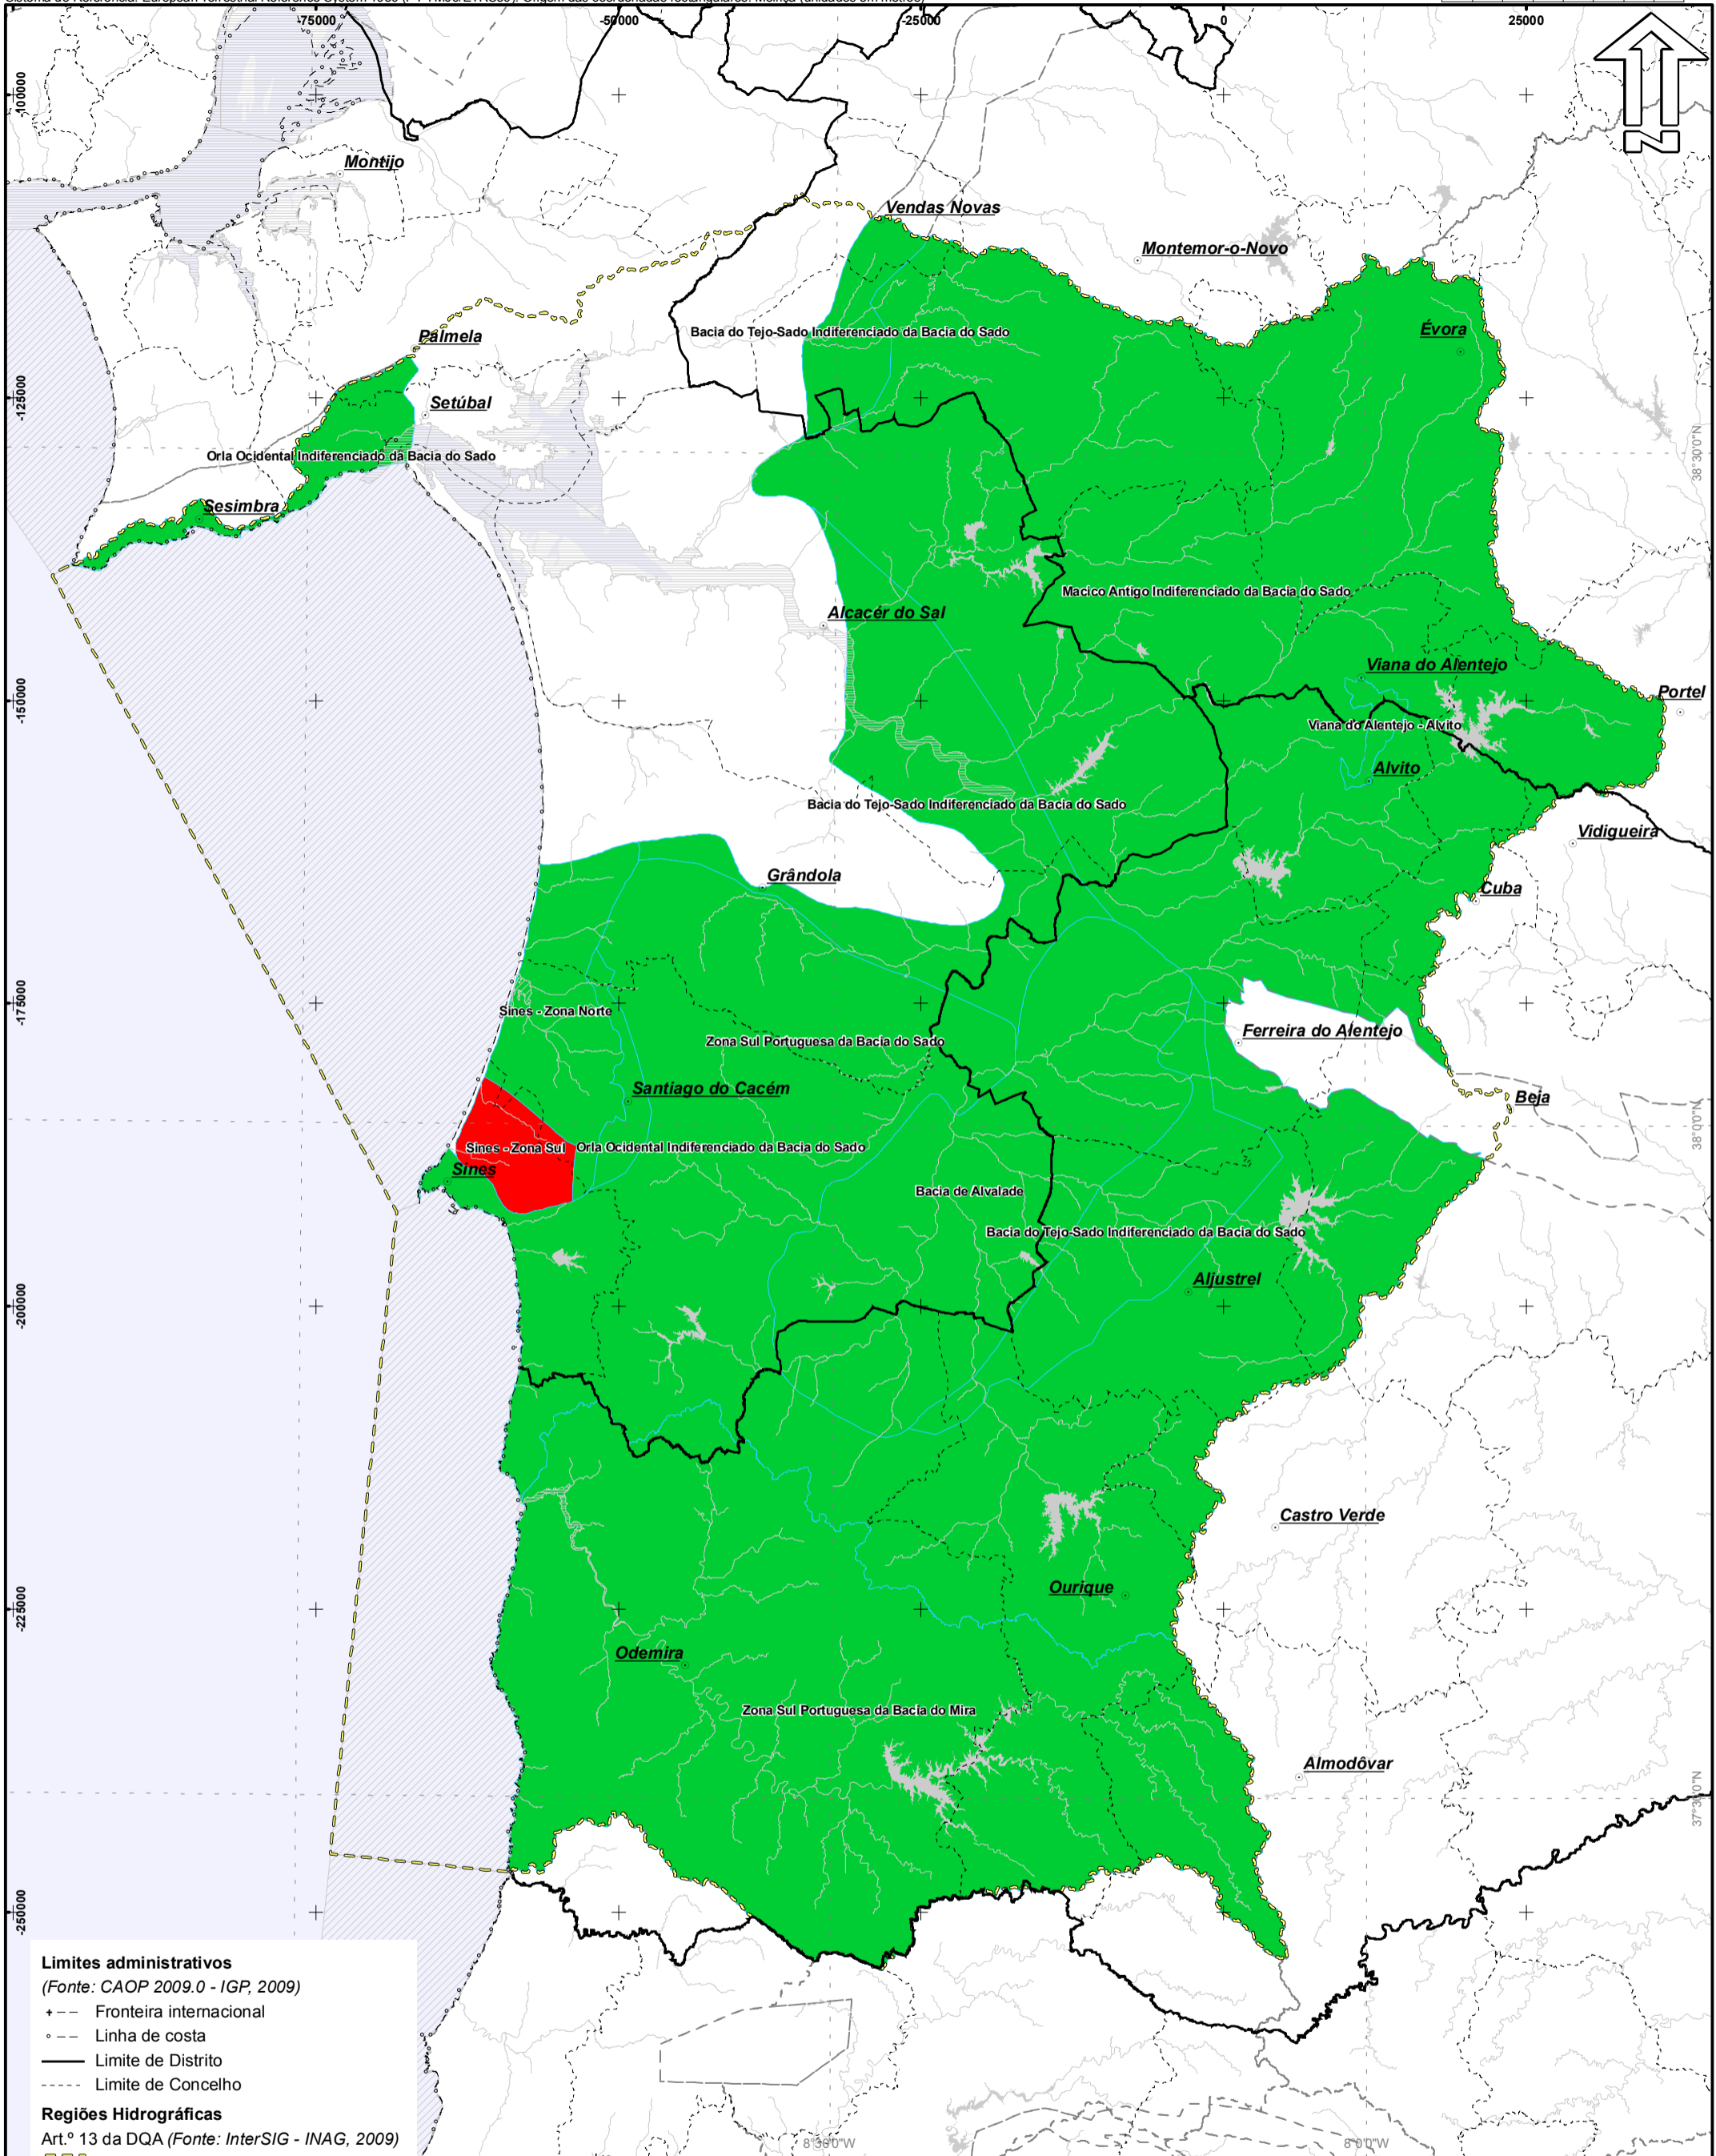 -75000
-50000
-25000
0
25000
N
-100000
Montijo
Vendas Novas
Montemor-o-Novo
Évora
Bacia do Tejo-Sado Indiferenciado da Bacia do Sado
Palmela
-125000
Setúbal
38°30'0"N
Orla Ocidental Indiferenciado da Bacia do Sado
Sesimbra
Macico Antigo Indiferenciado da Bacia do Sado
Alcacér do Sal
Viana do Alentejo
Portel
-150000
Viana do Alentejo - Alvito
Alvito
Bacia do Tejo-Sado Indiferenciado da Bacia do Sado
Vidigueira
Grândola
Cuba
-175000
Sines - Zona Norte
Ferreira do Alentejo
Zona Sul Portuguesa da Bacia do Sado
Santiago do Cacém
Beja
38°0'0"N
Sines - Zona Sul
Orla Ocidental Indiferenciado da Bacia do Sado
Sines
Bacia de Alvalade
Bacia do Tejo-Sado Indiferenciado da Bacia do Sado
Aljustrel
-200000
Castro Verde
Ourique
-225000
Odemira
Zona Sul Portuguesa da Bacia do Mira
Almodôvar
37°30'0"N
-250000
Limites administrativos
(Fonte: CAOP 2009.0 - IGP, 2009)
Fronteira internacional
Linha de costa
Limite de Distrito
Limite de Concelho
Regiões Hidrográficas
Art.º 13 da DQA (Fonte: InterSIG - INAG, 2009)
8°30'0"W
8°0'0"W